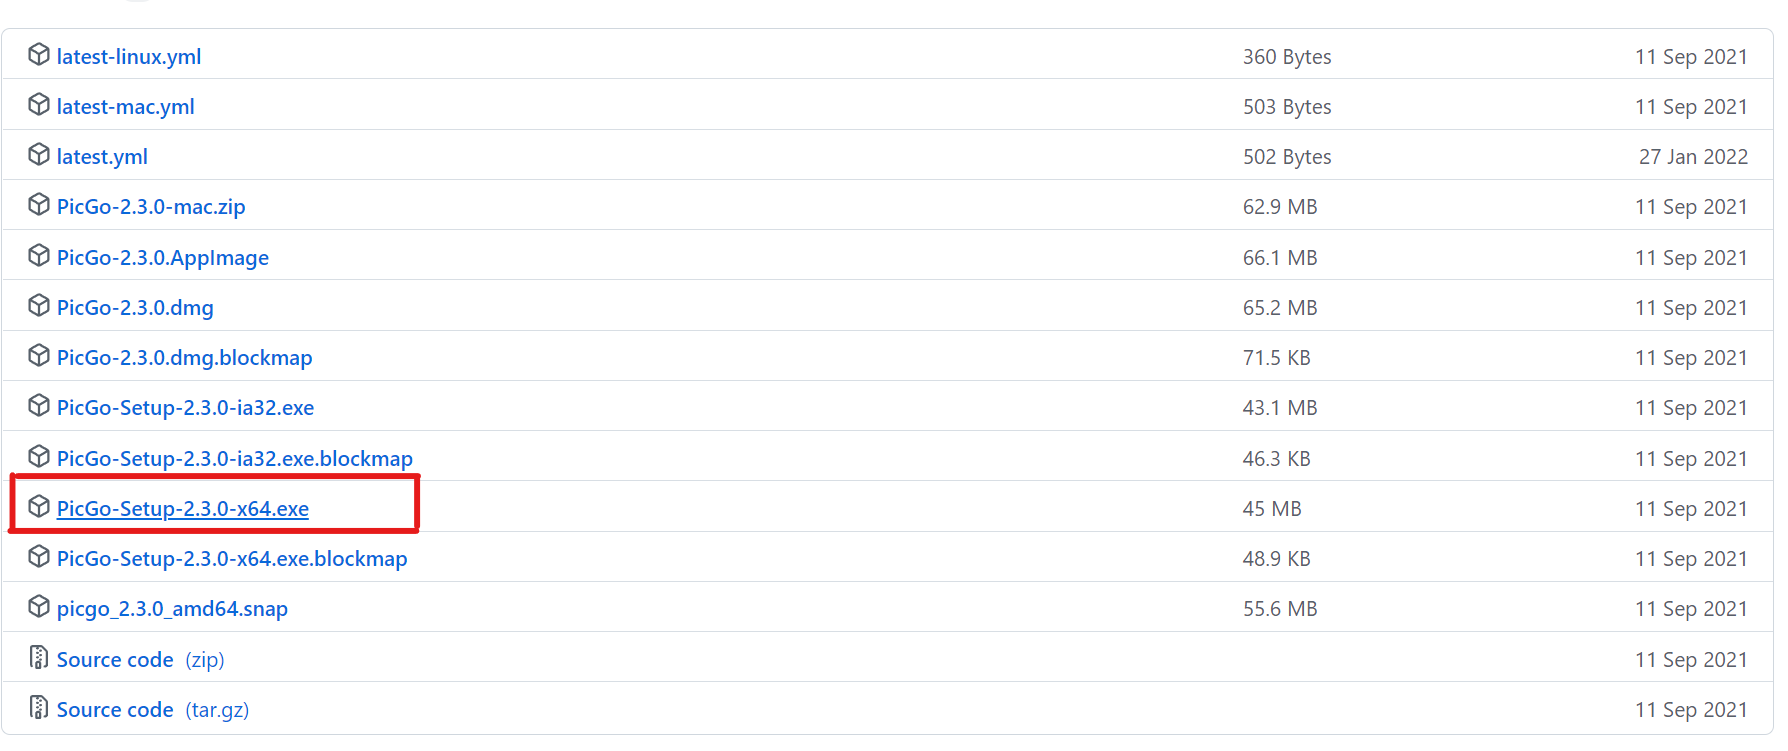 latest-linux.yml 360 Bytes 11 Sep 2021
latest-mac.yml 503 Bytes 11 Sep 2021
latest.yml 502 Bytes 27 Jan 2022
PicGo-2.3.0-mac.zip 62.9 MB 11 Sep 2021
PicGo-2.3.0.AppImage 66.1 MB 11 Sep 2021
PicGo-2.3.0.dmg 65.2 MB 11 Sep 2021
PicGo-2.3.0.dmg.blockmap 71.5 KB 11 Sep 2021
PicGo-Setup-2.3.0-ia32.exe 43.1 MB 11 Sep 2021
PicGo-Setup-2.3.0-ia32.exe.blockmap 46.3 KB 11 Sep 2021
PicGo-Setup-2.3.0-x64.exe 45 MB 11 Sep 2021
PicGo-Setup-2.3.0-x64.exe.blockmap 48.9 KB 11 Sep 2021
picgo_2.3.0_amd64.snap 55.6 MB 11 Sep 2021
Source code (zip) 11 Sep 2021
Source code (tar.gz) 11 Sep 2021